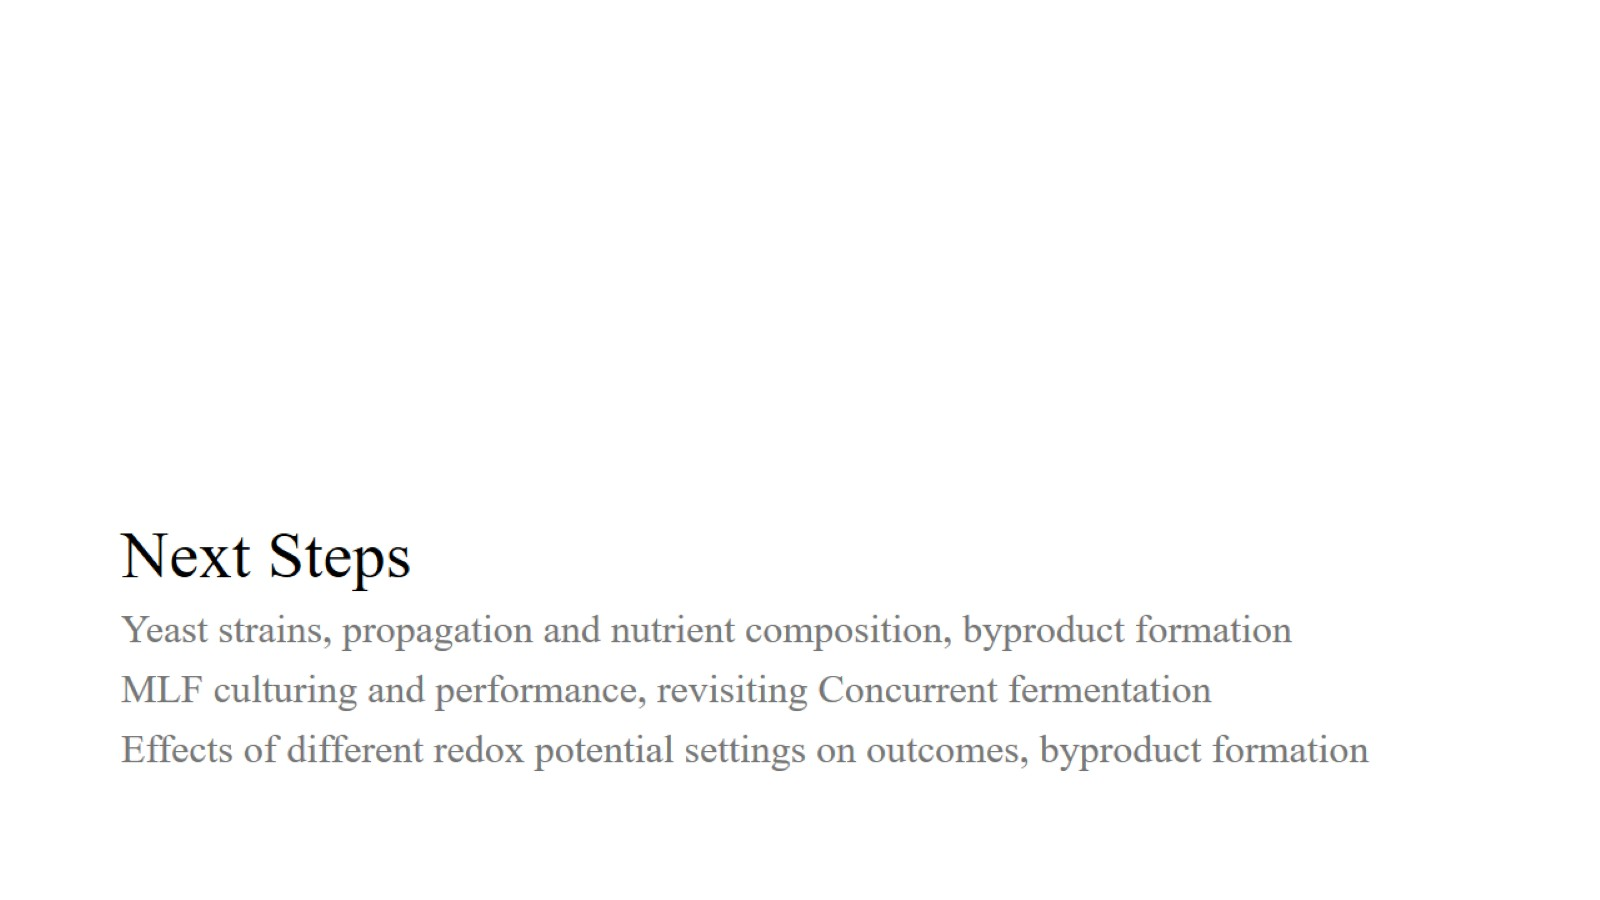 Next Steps
Yeast strains, propagation and nutrient composition, byproduct formation
MLF culturing and performance, revisiting Concurrent fermentation
Effects of different redox potential settings on outcomes, byproduct formation